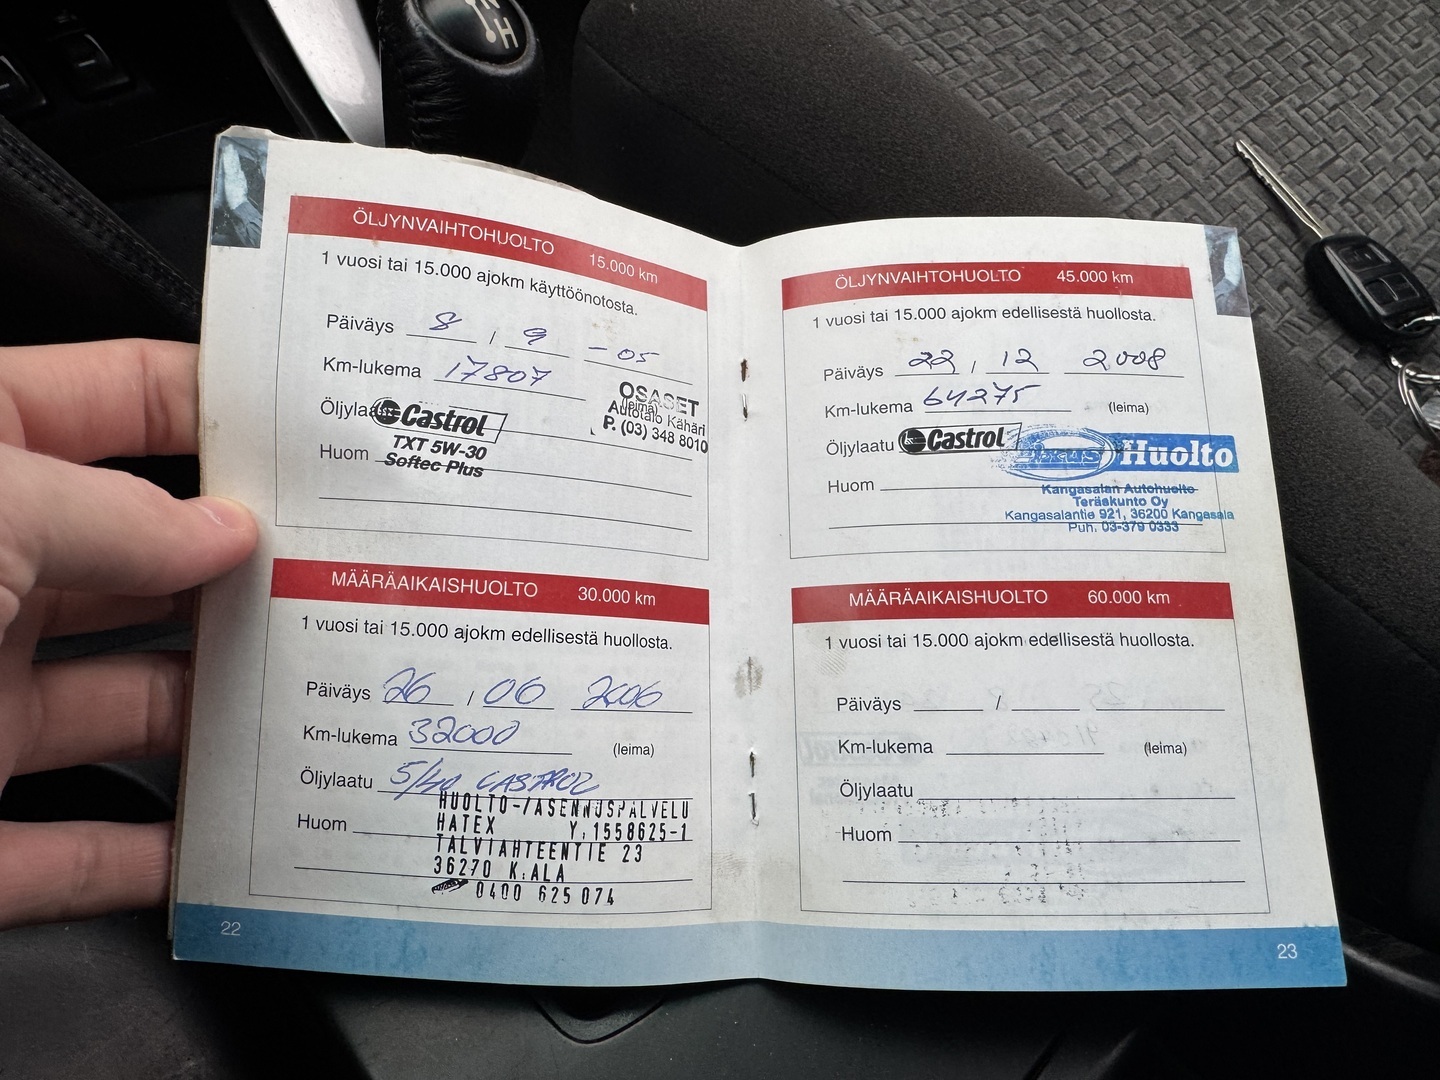 N
H
ÖLJYNVAIHTOHUOLTO 15.000 km
1 vuosi tai 15.000 ajokm käyttöönotosta.
Päiväys 8 / 9 -05
Km-lukema 17807
(leima)
OSASET
Autotalo Kähäri
P. (03) 348 8010
Öljylaatu
Castrol
TXT 5W-30
Softec Plus
Huom
MÄÄRÄAIKAISHUOLTO 30.000 km
1 vuosi tai 15.000 ajokm edellisestä huollosta.
Päiväys 26 / 06 2006
Km-lukema 32000 (leima)
Öljylaatu 5/40 CASTROL
Huom
HUOLTO-/ASENNUSPALVELU
HATEX Y.1558625-1
TALVIAHTEENTIE 23
36270 K:ALA
0400 625 074
22
ÖLJYNVAIHTOHUOLTO 45.000 km
1 vuosi tai 15.000 ajokm edellisestä huollosta.
Päiväys 22 / 12 2008
Km-lukema 64275 (leima)
Öljylaatu Castrol
Huolto
Huom
Kangasalan Autohuolto
Teräskunto Oy
Kangasalantie 921, 36200 Kangasala
Puh. 03-379 0333
MÄÄRÄAIKAISHUOLTO 60.000 km
1 vuosi tai 15.000 ajokm edellisestä huollosta.
Päiväys /
Km-lukema (leima)
Öljylaatu
Huom
23